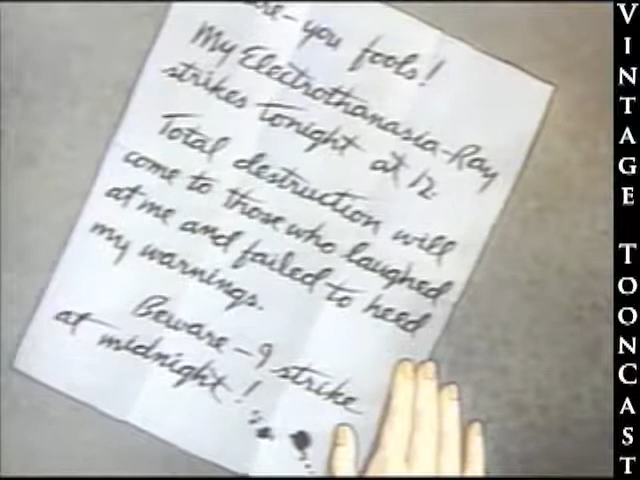 you fools!
My Electrothanasia-Ray
strikes tonight at 12
Total destruction will
come to those who laughed
at me and failed to heed
my warnings.
Beware - I strike
at midnight!
VINTAGE TOONCAST